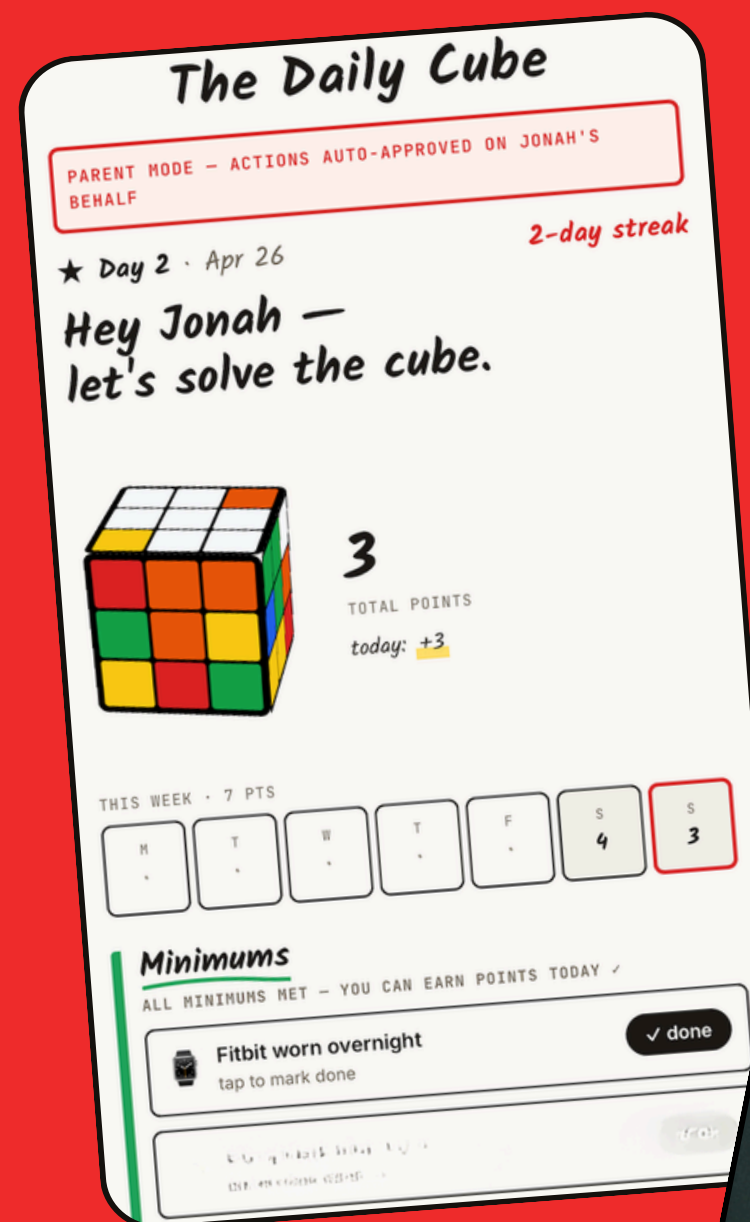 The Daily Cube
PARENT MODE — ACTIONS AUTO-APPROVED ON JONAH'S
BEHALF
★ Day 2 · Apr 26
2-day streak
Hey Jonah —
let's solve the cube.
3
TOTAL POINTS
today: +3
THIS WEEK · 7 PTS
M T W T F S S
· · · · · 4 3
Minimums
ALL MINIMUMS MET — YOU CAN EARN POINTS TODAY ✓
Fitbit worn overnight
✓ done
tap to mark done